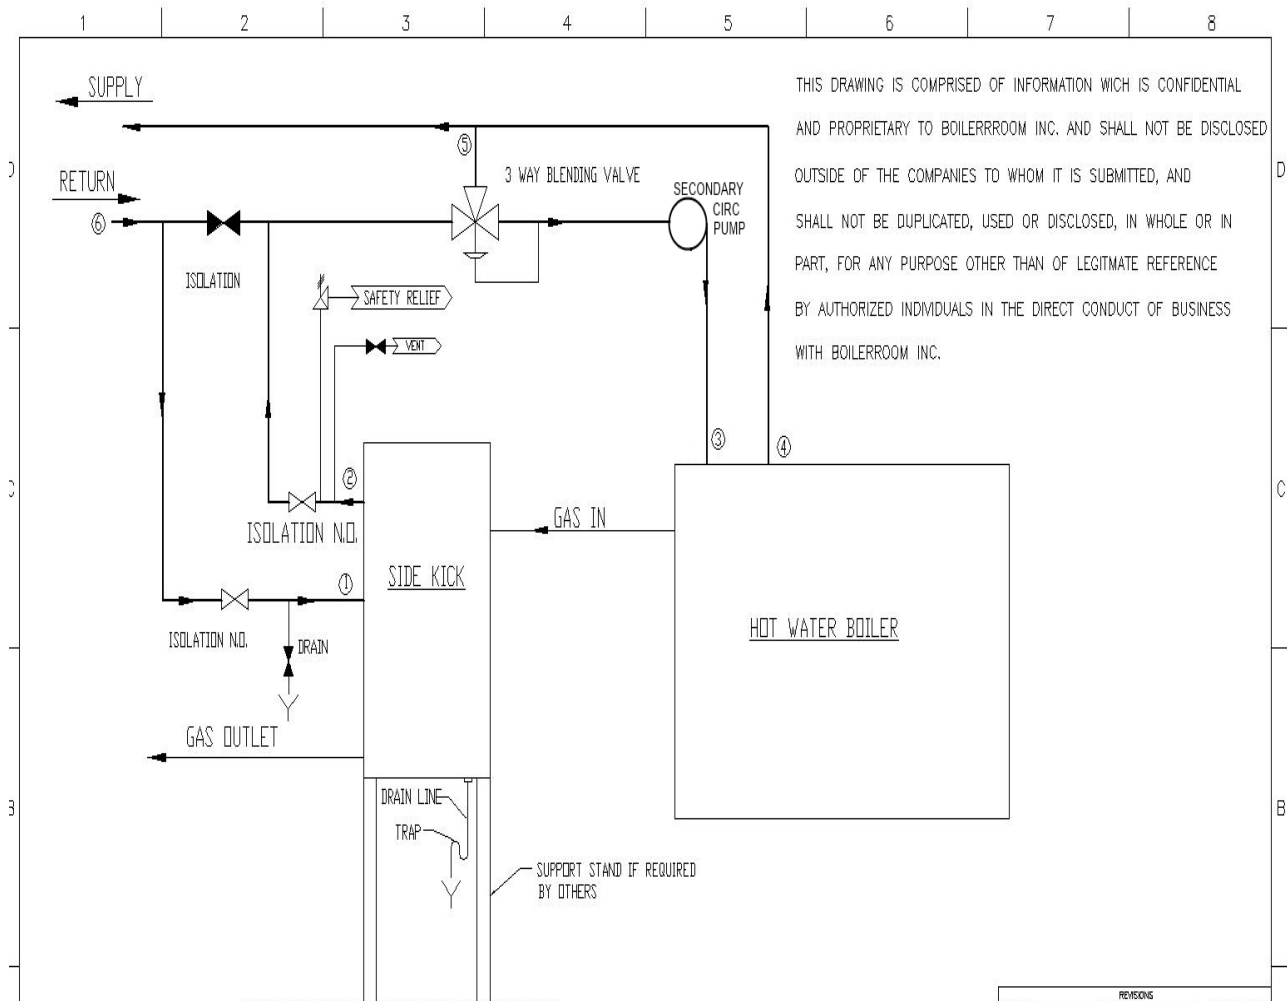 1 2 3 4 5 6 7 8
SUPPLY
THIS DRAWING IS COMPRISED OF INFORMATION WICH IS CONFIDENTIAL
AND PROPRIETARY TO BOILERRROOM INC. AND SHALL NOT BE DISCLOSED
OUTSIDE OF THE COMPANIES TO WHOM IT IS SUBMITTED, AND
SHALL NOT BE DUPLICATED, USED OR DISCLOSED, IN WHOLE OR IN
PART, FOR ANY PURPOSE OTHER THAN OF LEGITMATE REFERENCE
BY AUTHORIZED INDIVIDUALS IN THE DIRECT CONDUCT OF BUSINESS
WITH BOILERROOM INC.
5
D D
3 WAY BLENDING VALVE
RETURN
SECONDARY
CIRC
PUMP
6
ISOLATION
SAFETY RELIEF
VENT
3
4
2
C C
GAS IN
ISOLATION N.O.
SIDE KICK
1
HOT WATER BOILER
ISOLATION N.O.
DRAIN
GAS OUTLET
DRAIN LINE
B B
TRAP
SUPPORT STAND IF REQUIRED
BY OTHERS
REVISIONS